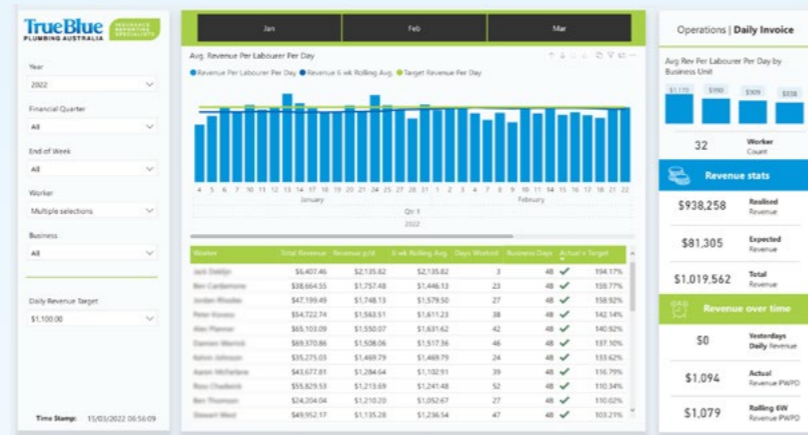 TrueBlue
PLUMBING AUSTRALIA
INSURANCE
REPORTING
SPECIALISTS
Year
2022
Financial Quarter
All
End of Week
All
Worker
Multiple selections
Business
All
Daily Revenue Target
$1,100.00
Time Stamp: 15/03/2022 06:56:09
Jan Feb Mar
Avg. Revenue Per Labourer Per Day
Revenue Per Labourer Per Day Revenue 6 wk Rolling Avg. Target Revenue Per Day
4 5 6 7 10 11 12 13 14 17 18 19 20 21 24 25 27 28 31 1 2 3 4 7 8 9 10 11 14 15 16 17 18 21 22
January February
Qtr 1
2022
Worker Total Revenue Revenue p/d 6 wk Rolling Avg. Days Worked Business Days Actual v Target
$6,407.46 $2,135.82 $2,135.82 3 48 194.17%
$38,664.55 $1,757.48 $1,446.13 23 48 159.77%
$47,199.49 $1,748.13 $1,579.50 27 48 158.92%
$54,722.74 $1,563.51 $1,611.23 38 48 142.14%
$65,103.09 $1,550.07 $1,631.62 42 48 140.92%
$69,370.86 $1,508.06 $1,517.36 46 48 137.10%
$35,275.03 $1,469.79 $1,469.79 24 48 133.62%
$43,677.81 $1,284.64 $1,102.91 39 48 116.79%
$55,829.53 $1,213.69 $1,241.48 52 48 110.34%
$24,204.04 $1,210.20 $1,052.67 27 48 110.02%
$49,952.17 $1,135.28 $1,236.54 47 48 103.21%
Operations | Daily Invoice
Avg Rev Per Labourer Per Day by
Business Unit
$1,170 $990 $909 $838
32 Worker
Count
Revenue stats
$938,258 Realised
Revenue
$81,305 Expected
Revenue
$1,019,562 Total
Revenue
Revenue over time
$0 Yesterdays
Daily Revenue
$1,094 Actual
Revenue PWPD
$1,079 Rolling 6W
Revenue PWPD